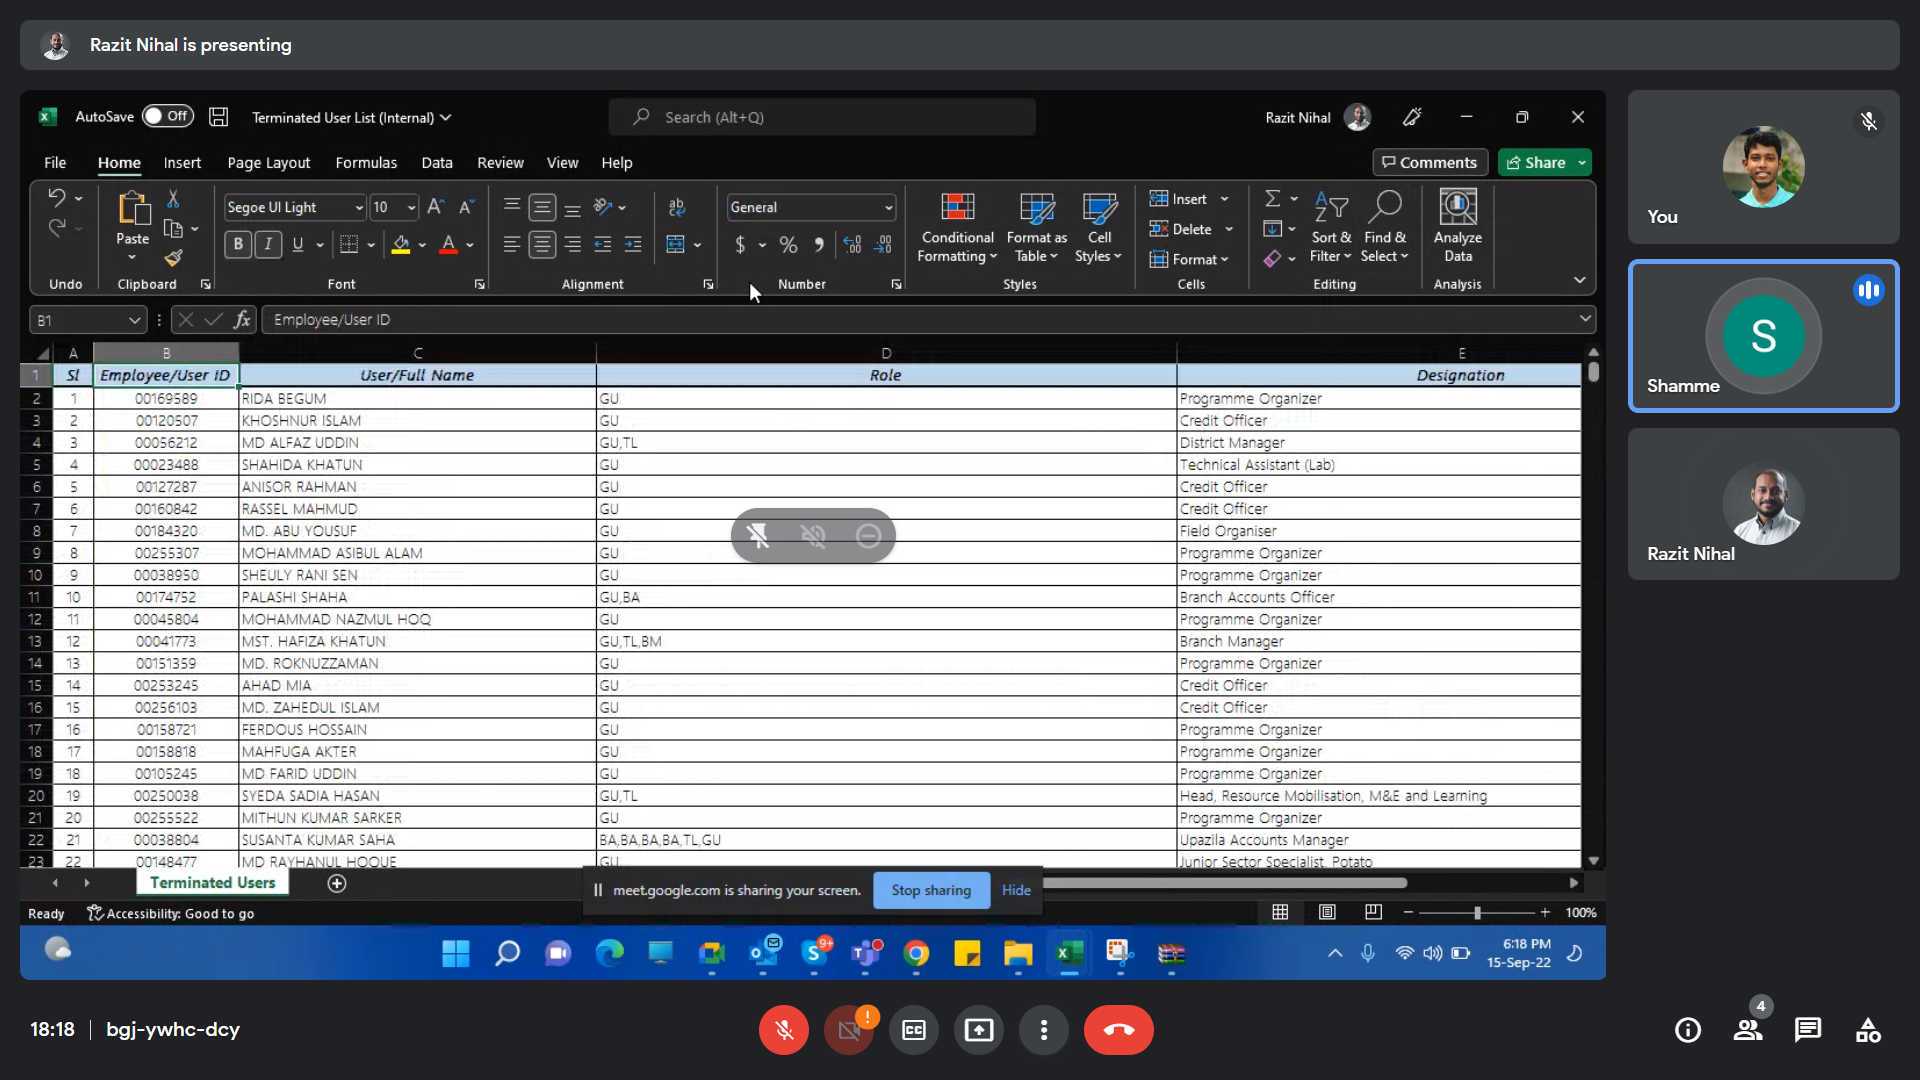 Razit Nihal is presenting
AutoSave Off Terminated User List (Internal) Search (Alt+Q) Razit Nihal
File Home Insert Page Layout Formulas Data Review View Help Comments Share
Segoe UI Light 10 General
Paste B I U A $ % Conditional Formatting Format as Table Cell Styles Insert Delete Format Sort & Filter Find & Select Analyze Data
Undo Clipboard Font Alignment Number Styles Cells Editing Analysis
B1 fx Employee/User ID
A B C D E
1 Sl Employee/User ID User/Full Name Role Designation
2 1 00169589 RIDA BEGUM GU Programme Organizer
3 2 00120507 KHOSHNUR ISLAM GU Credit Officer
4 3 00056212 MD ALFAZ UDDIN GU,TL District Manager
5 4 00023488 SHAHIDA KHATUN GU Technical Assistant (Lab)
6 5 00127287 ANISOR RAHMAN GU Credit Officer
7 6 00160842 RASSEL MAHMUD GU Credit Officer
8 7 00184320 MD. ABU YOUSUF GU Field Organiser
9 8 00255307 MOHAMMAD ASIBUL ALAM GU Programme Organizer
10 9 00038950 SHEULY RANI SEN GU Programme Organizer
11 10 00174752 PALASHI SHAHA GU,BA Branch Accounts Officer
12 11 00045804 MOHAMMAD NAZMUL HOQ GU Programme Organizer
13 12 00041773 MST. HAFIZA KHATUN GU,TL,BM Branch Manager
14 13 00151359 MD. ROKNUZZAMAN GU Programme Organizer
15 14 00253245 AHAD MIA GU Credit Officer
16 15 00256103 MD. ZAHEDUL ISLAM GU Credit Officer
17 16 00158721 FERDOUS HOSSAIN GU Programme Organizer
18 17 00158818 MAHFUGA AKTER GU Programme Organizer
19 18 00105245 MD FARID UDDIN GU Programme Organizer
20 19 00250038 SYEDA SADIA HASAN GU,TL Head, Resource Mobilisation, M&E and Learning
21 20 00255522 MITHUN KUMAR SARKER GU Programme Organizer
22 21 00038804 SUSANTA KUMAR SAHA BA,BA,BA,BA,TL,GU Upazila Accounts Manager
23 22 00148477 MD RAYHANUL HOQUE GU Junior Sector Specialist, Potato
Terminated Users
meet.google.com is sharing your screen. Stop sharing Hide
Ready Accessibility: Good to go 100%
9+
6:18 PM
15-Sep-22
You
S
Shamme
Razit Nihal
18:18 | bgj-ywhc-dcy
CC
4